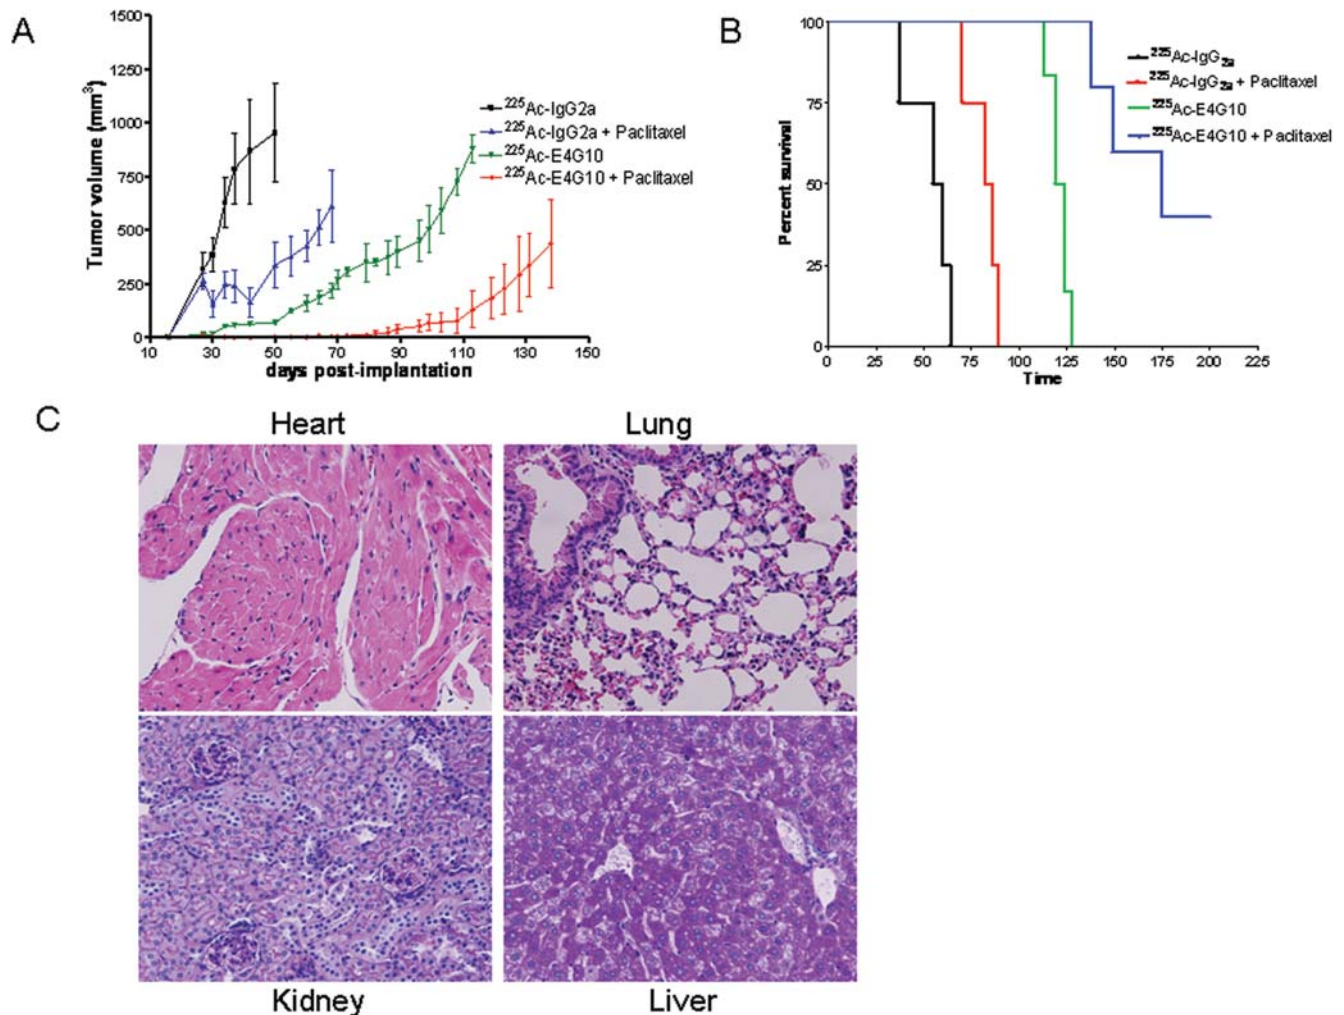 A
1500
1250
1000
750
500
250
0
Tumor volume (mm³)
10 30 50 70 90 110 130 150
days post-implantation
²²⁵Ac-IgG2a
²²⁵Ac-IgG2a + Paclitaxel
²²⁵Ac-E4G10
²²⁵Ac-E4G10 + Paclitaxel
B
100
75
50
25
0
Percent survival
0 25 50 75 100 125 150 175 200 225
Time
²²⁵Ac-IgG₂ₐ
²²⁵Ac-IgG₂ₐ + Paclitaxel
²²⁵Ac-E4G10
²²⁵Ac-E4G10 + Paclitaxel
C
Heart Lung
Kidney Liver